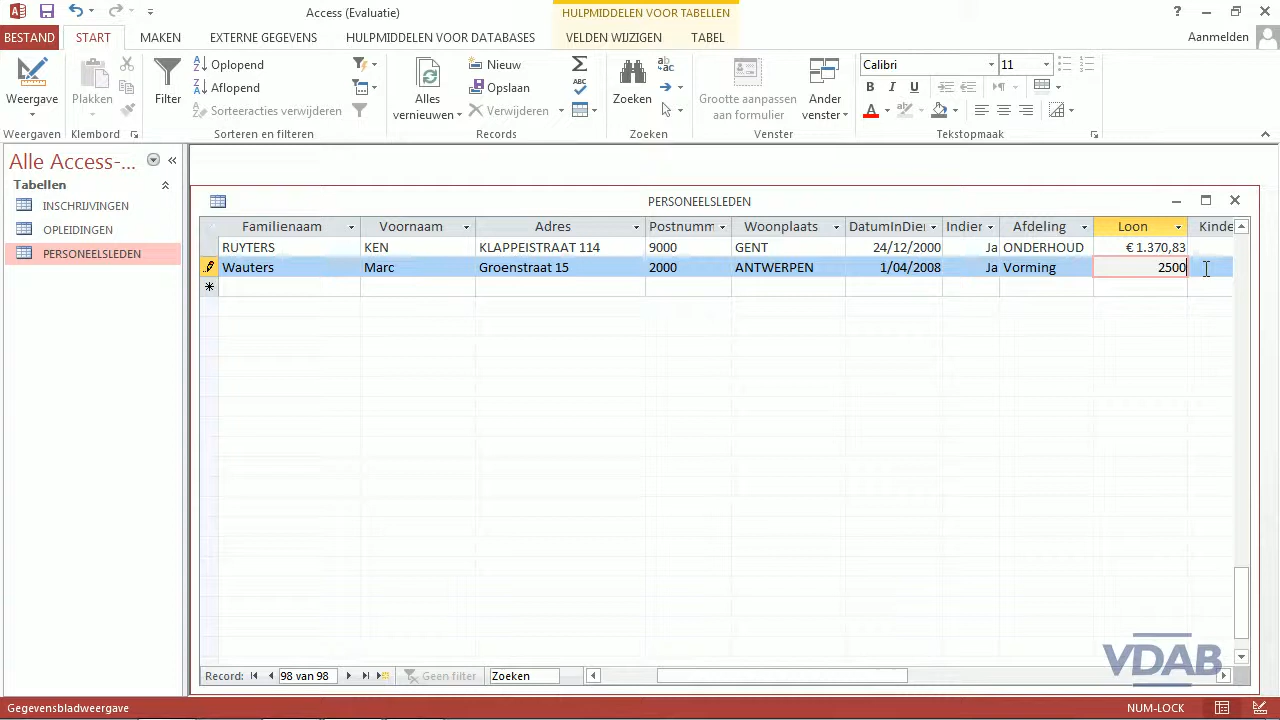 Access (Evaluatie)
HULPMIDDELEN VOOR TABELLEN
?
BESTAND START MAKEN EXTERNE GEGEVENS HULPMIDDELEN VOOR DATABASES VELDEN WIJZIGEN TABEL Aanmelden
Weergave
Weergaven
Plakken
Klembord
Filter
Oplopend
Aflopend
Sortering verwijderen
Sorteren en filteren
Alles vernieuwen
Nieuw
Opslaan
Verwijderen
Records
Zoeken
Zoeken
Grootte aanpassen aan formulier
Ander venster
Venster
Calibri 11
B I U
Tekstopmaak
Alle Access-...
Tabellen
INSCHRIJVINGEN
OPLEIDINGEN
PERSONEELSLEDEN
PERSONEELSLEDEN
Familienaam Voornaam Adres Postnumm Woonplaats DatumInDie Indier Afdeling Loon Kinde
RUYTERS KEN KLAPPEISTRAAT 114 9000 GENT 24/12/2000 Ja ONDERHOUD € 1.370,83
Wauters Marc Groenstraat 15 2000 ANTWERPEN 1/04/2008 Ja Vorming 2500
Record: 98 van 98 Geen filter Zoeken
VDAB
Gegevensbladweergave NUM-LOCK